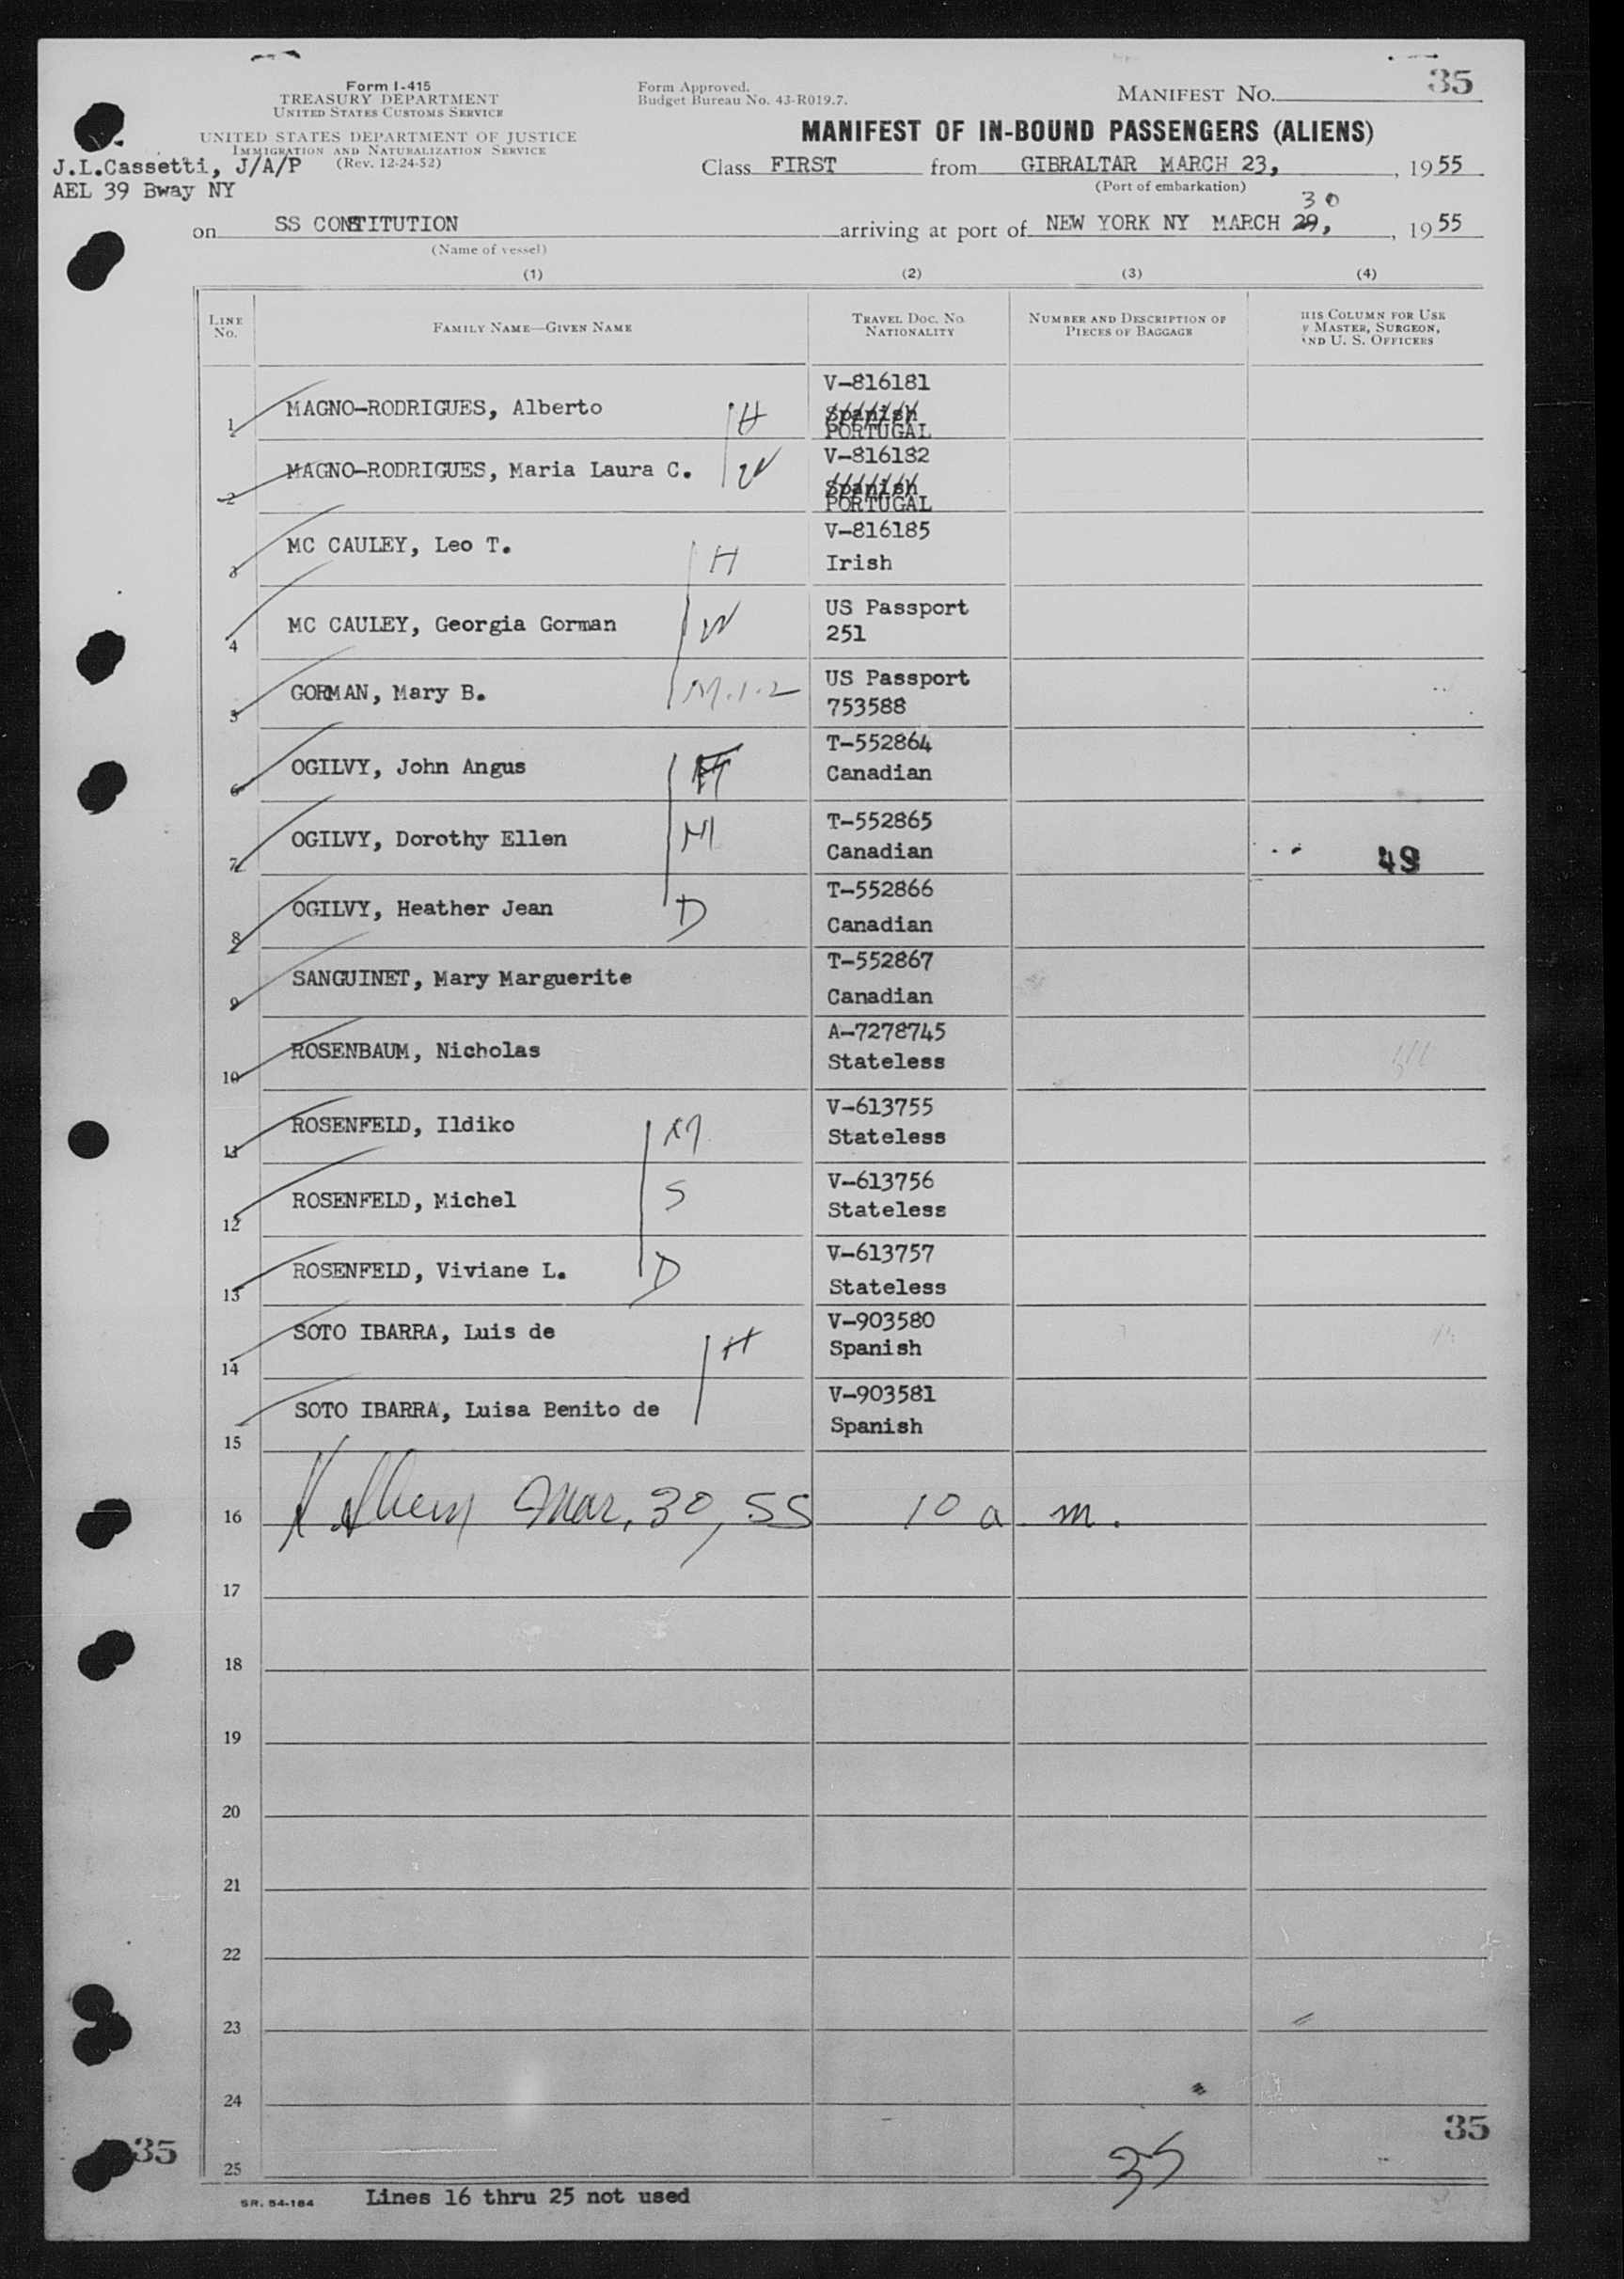 35
Form I-415
TREASURY DEPARTMENT
UNITED STATES CUSTOMS SERVICE
Form Approved.
Budget Bureau No. 43-R019.7.
MANIFEST NO.
UNITED STATES DEPARTMENT OF JUSTICE
IMMIGRATION AND NATURALIZATION SERVICE
(Rev. 12-24-52)
MANIFEST OF IN-BOUND PASSENGERS (ALIENS)
J.L.Cassetti, J/A/P
AEL 39 Bway NY
Class FIRST from GIBRALTAR MARCH 23, , 1955
(Port of embarkation)
30
on SS CONSTITUTION arriving at port of NEW YORK NY MARCH 29, , 1955
(Name of vessel)
(1) (2) (3) (4)
LINE NO.
FAMILY NAME—GIVEN NAME
TRAVEL DOC. NO. NATIONALITY
NUMBER AND DESCRIPTION OF PIECES OF BAGGAGE
HIS COLUMN FOR USE
Y MASTER, SURGEON,
AND U. S. OFFICERS
1 MAGNO-RODRIGUES, Alberto H V-816181
Spanish
PORTUGAL
2 MAGNO-RODRIGUES, Maria Laura C. W V-816182
Spanish
PORTUGAL
3 MC CAULEY, Leo T. H V-816185
Irish
4 MC CAULEY, Georgia Gorman W US Passport
251
5 GORMAN, Mary B. M.I.L US Passport
753588
6 OGILVY, John Angus T-552864
Canadian
7 OGILVY, Dorothy Ellen M T-552865
Canadian
49
8 OGILVY, Heather Jean D T-552866
Canadian
9 SANGUINET, Mary Marguerite T-552867
Canadian
10 ROSENBAUM, Nicholas A-7278745
Stateless
11 ROSENFELD, Ildiko M V-613755
Stateless
12 ROSENFELD, Michel S V-613756
Stateless
13 ROSENFELD, Viviane L. D V-613757
Stateless
14 SOTO IBARRA, Luis de H V-903580
Spanish
15 SOTO IBARRA, Luisa Benito de V-903581
Spanish
16 Mar. 30, 55 10 a m.
17
18
19
20
21
22
23
24
35
35
25
35
SR. 54-184 Lines 16 thru 25 not used